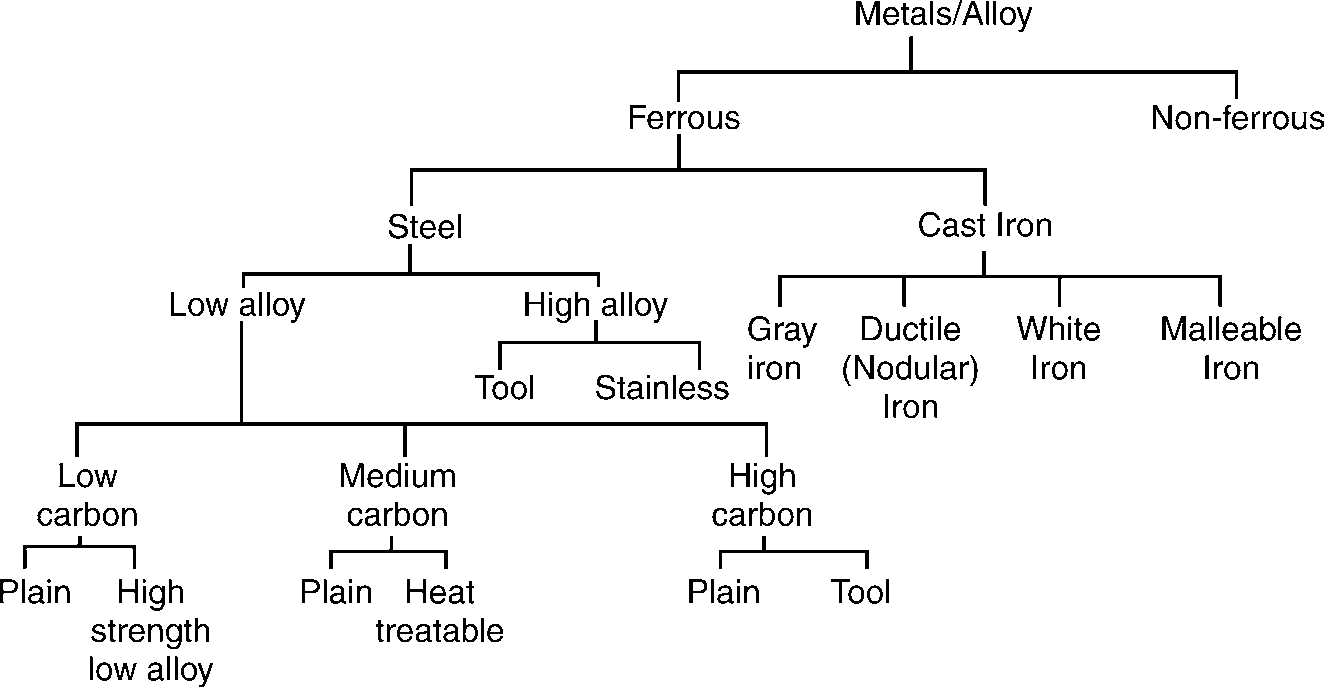 Metals/Alloy
Ferrous
Non-ferrous
Steel
Cast Iron
Low alloy
High alloy
Gray
iron
Ductile
(Nodular)
Iron
White
Iron
Malleable
Iron
Tool
Stainless
Low
carbon
Medium
carbon
High
carbon
Plain
High
strength
low alloy
Plain
Heat
treatable
Plain
Tool